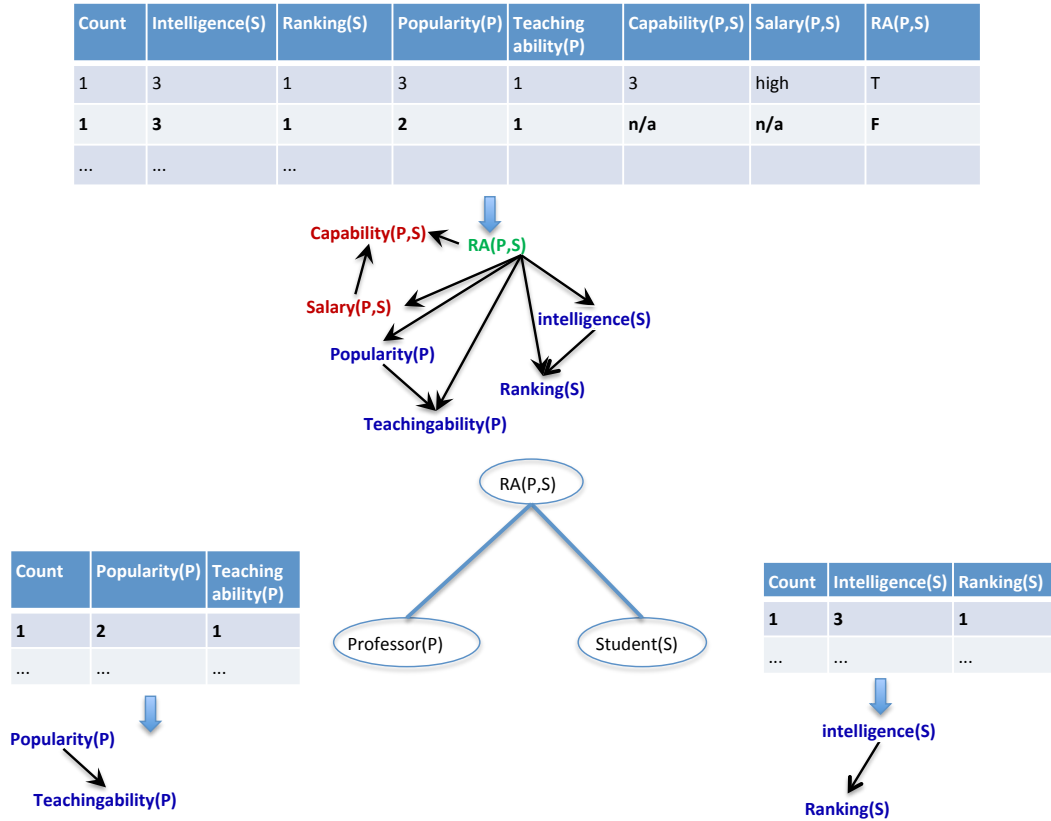 Count Intelligence(S) Ranking(S) Popularity(P) Teaching ability(P) Capability(P,S) Salary(P,S) RA(P,S)
1 3 1 3 1 3 high T
1 3 1 2 1 n/a n/a F
... ... ...
Capability(P,S)
RA(P,S)
Salary(P,S)
intelligence(S)
Popularity(P)
Ranking(S)
Teachingability(P)
RA(P,S)
Professor(P) Student(S)
Count Popularity(P) Teaching ability(P)
1 2 1
... ... ...
Popularity(P)
Teachingability(P)
Count Intelligence(S) Ranking(S)
1 3 1
... ... ...
intelligence(S)
Ranking(S)